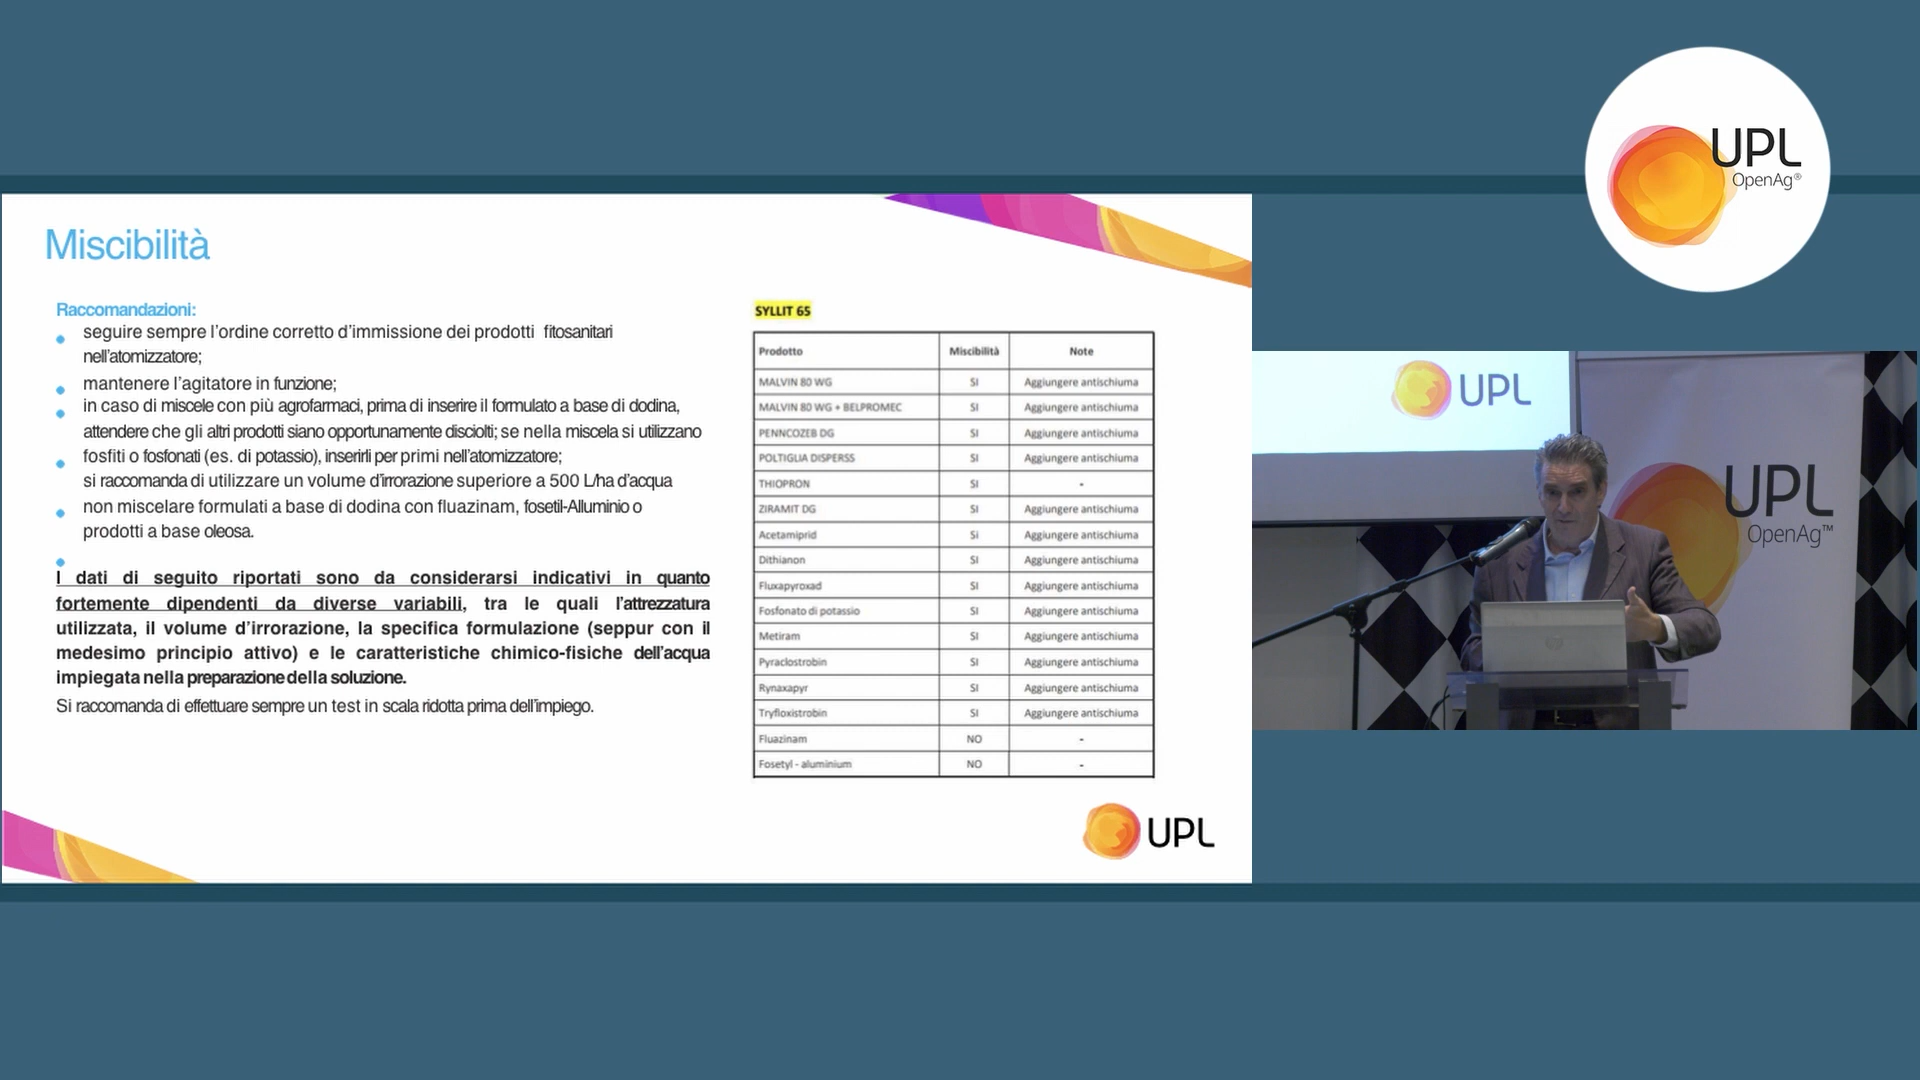 UPL
OpenAg®
Miscibilità
Raccomandazioni:
seguire sempre l'ordine corretto d'immissione dei prodotti fitosanitari
nell'atomizzatore;
mantenere l'agitatore in funzione;
in caso di miscele con più agrofarmaci, prima di inserire il formulato a base di dodina,
attendere che gli altri prodotti siano opportunamente disciolti; se nella miscela si utilizzano
fosfiti o fosfonati (es. di potassio), inserirli per primi nell'atomizzatore;
si raccomanda di utilizzare un volume d'irrorazione superiore a 500 L/ha d'acqua
non miscelare formulati a base di dodina con fluazinam, fosetil-Alluminio o
prodotti a base oleosa.
I dati di seguito riportati sono da considerarsi indicativi in quanto
fortemente dipendenti da diverse variabili, tra le quali l'attrezzatura
utilizzata, il volume d'irrorazione, la specifica formulazione (seppur con il
medesimo principio attivo) e le caratteristiche chimico-fisiche dell'acqua
impiegata nella preparazione della soluzione.
Si raccomanda di effettuare sempre un test in scala ridotta prima dell'impiego.
SYLLIT 65
Prodotto Miscibilità Note
MALVIN 80 WG SI Aggiungere antischiuma
MALVIN 80 WG + BELPROMEC SI Aggiungere antischiuma
PENNCOZEB DG SI Aggiungere antischiuma
POLTIGLIA DISPERSS SI Aggiungere antischiuma
THIOPRON SI -
ZIRAMIT DG SI Aggiungere antischiuma
Acetamiprid Si Aggiungere antischiuma
Dithianon SI Aggiungere antischiuma
Fluxapyroxad SI Aggiungere antischiuma
Fosfonato di potassio SI Aggiungere antischiuma
Metiram SI Aggiungere antischiuma
Pyraclostrobin SI Aggiungere antischiuma
Rynaxapyr SI Aggiungere antischiuma
Tryfloxistrobin SI Aggiungere antischiuma
Fluazinam NO -
Fosetyl - aluminium NO -
UPL
UPL
UPL
OpenAg™